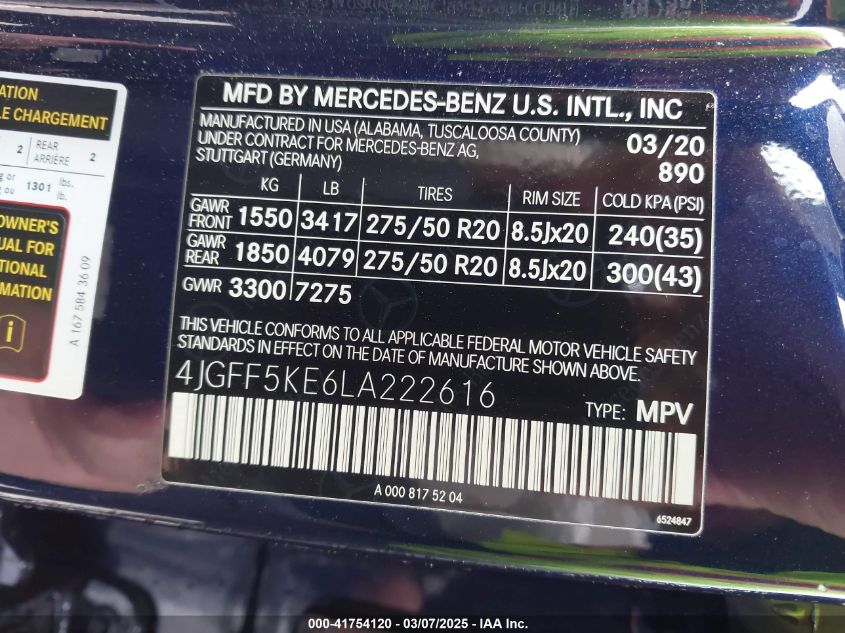 ATION
LE CHARGEMENT
2 REAR ARRIÈRE 2
1301 lbs.
ou lb.
OWNER'S
UAL FOR
TIONAL
RMATION
A 167 584 36 09
MFD BY MERCEDES-BENZ U.S. INTL., INC
MANUFACTURED IN USA (ALABAMA, TUSCALOOSA COUNTY)
UNDER CONTRACT FOR MERCEDES-BENZ AG,
STUTTGART (GERMANY)
03/20
890
KG LB TIRES RIM SIZE COLD KPA (PSI)
GAWR FRONT 1550 3417 275/50 R20 8.5Jx20 240(35)
GAWR REAR 1850 4079 275/50 R20 8.5Jx20 300(43)
GVWR 3300 7275
THIS VEHICLE CONFORMS TO ALL APPLICABLE FEDERAL MOTOR VEHICLE SAFETY
STANDARDS IN EFFECT ON THE DATE OF MANUFACTURE SHOWN ABOVE.
4JGFF5KE6LA222616
TYPE: MPV
A 000 817 52 04
6524847
000-41754120 - 03/07/2025 - IAA Inc.